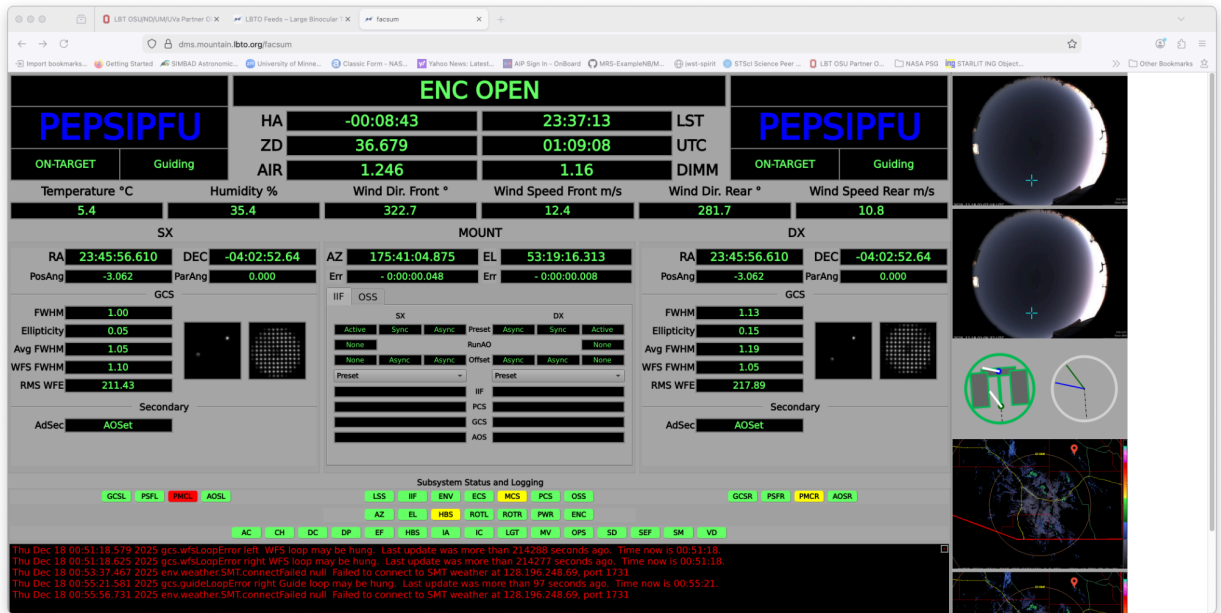 LBT OSU/ND/UM/UVa Partner O
LBTO Feeds – Large Binocular T
facsum
dms.mountain.lbto.org/facsum
Import bookmarks...
Getting Started
SIMBAD Astronomic...
University of Minne...
Classic Form - NAS...
Yahoo News: Latest...
AIP Sign In - OnBoard
MRS-ExampleNB/M...
jwst-spirit
STScI Science Peer ...
LBT OSU Partner O...
NASA PSG
STARLIT ING Object...
Other Bookmarks
ENC OPEN
PEPSIPFU
ON-TARGET Guiding
HA -00:08:43 23:37:13 LST
ZD 36.679 01:09:08 UTC
AIR 1.246 1.16 DIMM
PEPSIPFU
ON-TARGET Guiding
Temperature °C Humidity % Wind Dir. Front ° Wind Speed Front m/s Wind Dir. Rear ° Wind Speed Rear m/s
5.4 35.4 322.7 12.4 281.7 10.8
SX
RA 23:45:56.610 DEC -04:02:52.64
PosAng -3.062 ParAng 0.000
GCS
FWHM 1.00
Ellipticity 0.05
Avg FWHM 1.05
WFS FWHM 1.10
RMS WFE 211.43
Secondary
AdSec AOSet
MOUNT
AZ 175:41:04.875 EL 53:19:16.313
Err - 0:00:00.048 Err - 0:00:00.008
IIF OSS
SX DX
Active Sync Async Preset Async Sync Active
None RunAO None
None Async Async Offset Async Async None
Preset Preset
IIF
PCS
GCS
AOS
DX
RA 23:45:56.610 DEC -04:02:52.64
PosAng -3.062 ParAng 0.000
GCS
FWHM 1.13
Ellipticity 0.15
Avg FWHM 1.19
WFS FWHM 1.05
RMS WFE 217.89
Secondary
AdSec AOSet
Subsystem Status and Logging
GCSL PSFL PMCL AOSL LSS IIF ENV ECS MCS PCS OSS GCSR PSFR PMCR AOSR
AZ EL HBS ROTL ROTR PWR ENC
AC CH DC DP EF HBS IA IC LGT MV OPS SD SEF SM VD
Thu Dec 18 00:51:18.579 2025 gcs.wfsLoopError left WFS loop may be hung. Last update was more than 214288 seconds ago. Time now is 00:51:18.
Thu Dec 18 00:51:18.625 2025 gcs.wfsLoopError right WFS loop may be hung. Last update was more than 214277 seconds ago. Time now is 00:51:18.
Thu Dec 18 00:53:37.467 2025 env.weather.SMT.connectFailed null Failed to connect to SMT weather at 128.196.248.69, port 1731
Thu Dec 18 00:55:21.581 2025 gcs.guideLoopError right Guide loop may be hung. Last update was more than 97 seconds ago. Time now is 00:55:21.
Thu Dec 18 00:55:56.731 2025 env.weather.SMT.connectFailed null Failed to connect to SMT weather at 128.196.248.69, port 1731